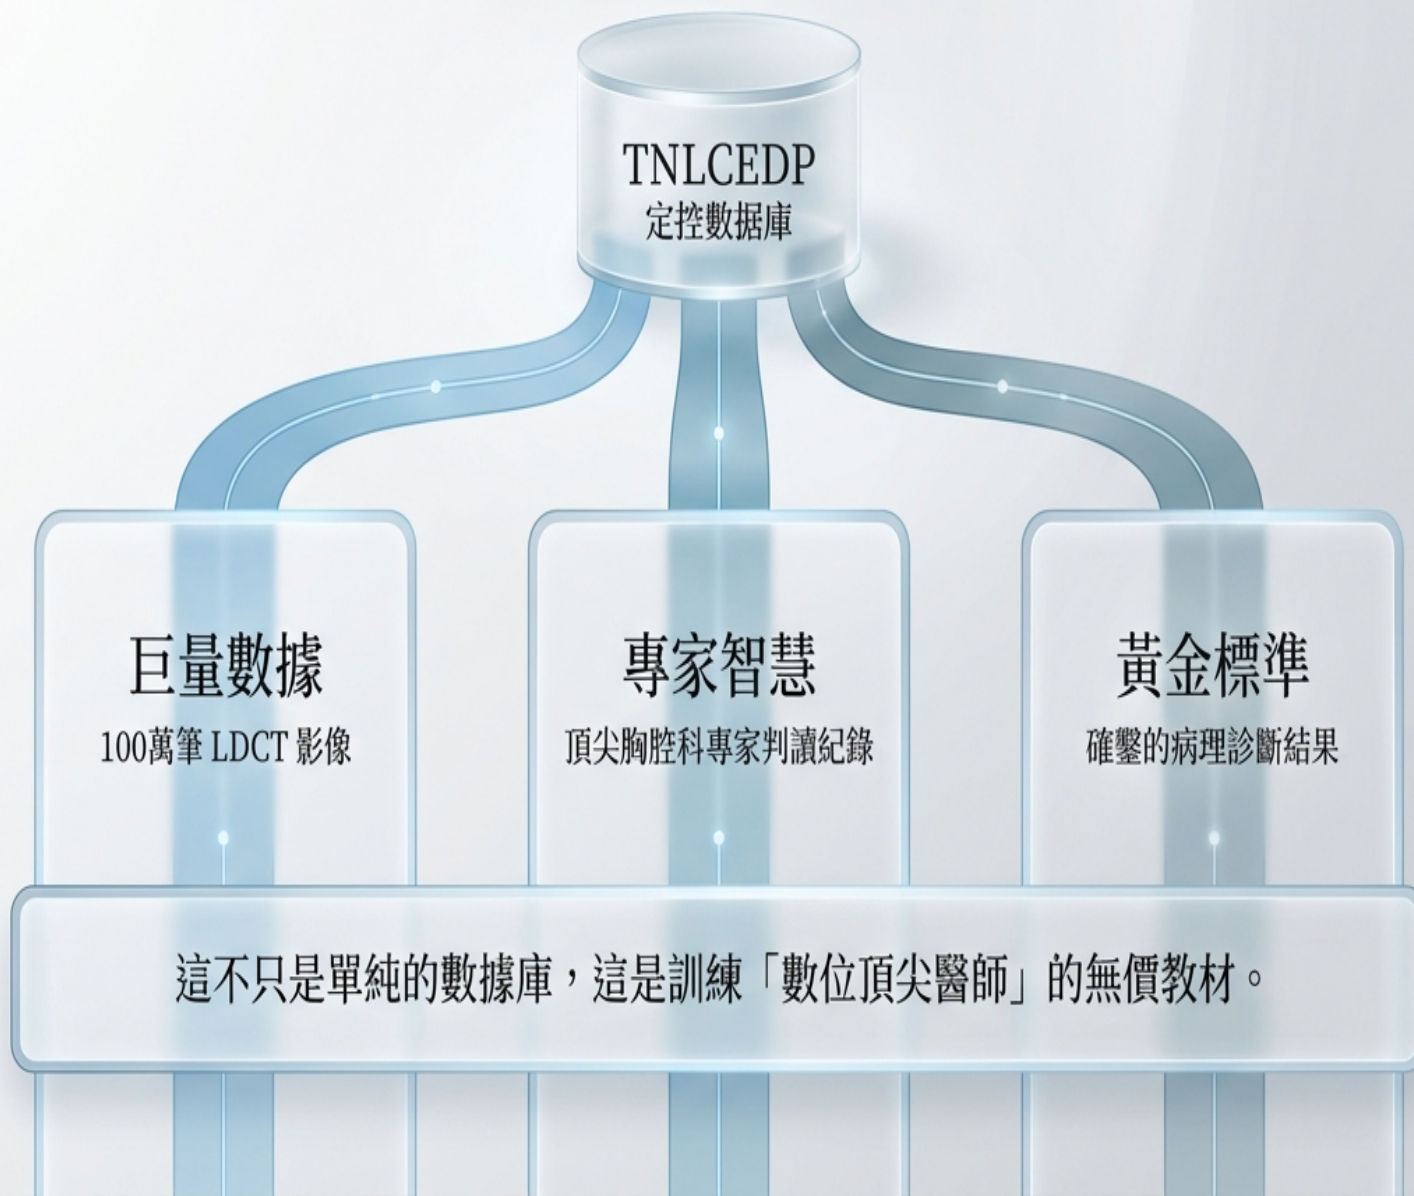 TNLCEDP
定控數据庫
巨量數據
100萬筆 LDCT 影像
專家智慧
頂尖胸腔科專家判讀紀錄
黃金標準
確鑿的病理診斷結果
這不只是單純的數據庫，這是訓練「數位頂尖醫師」的無價教材。